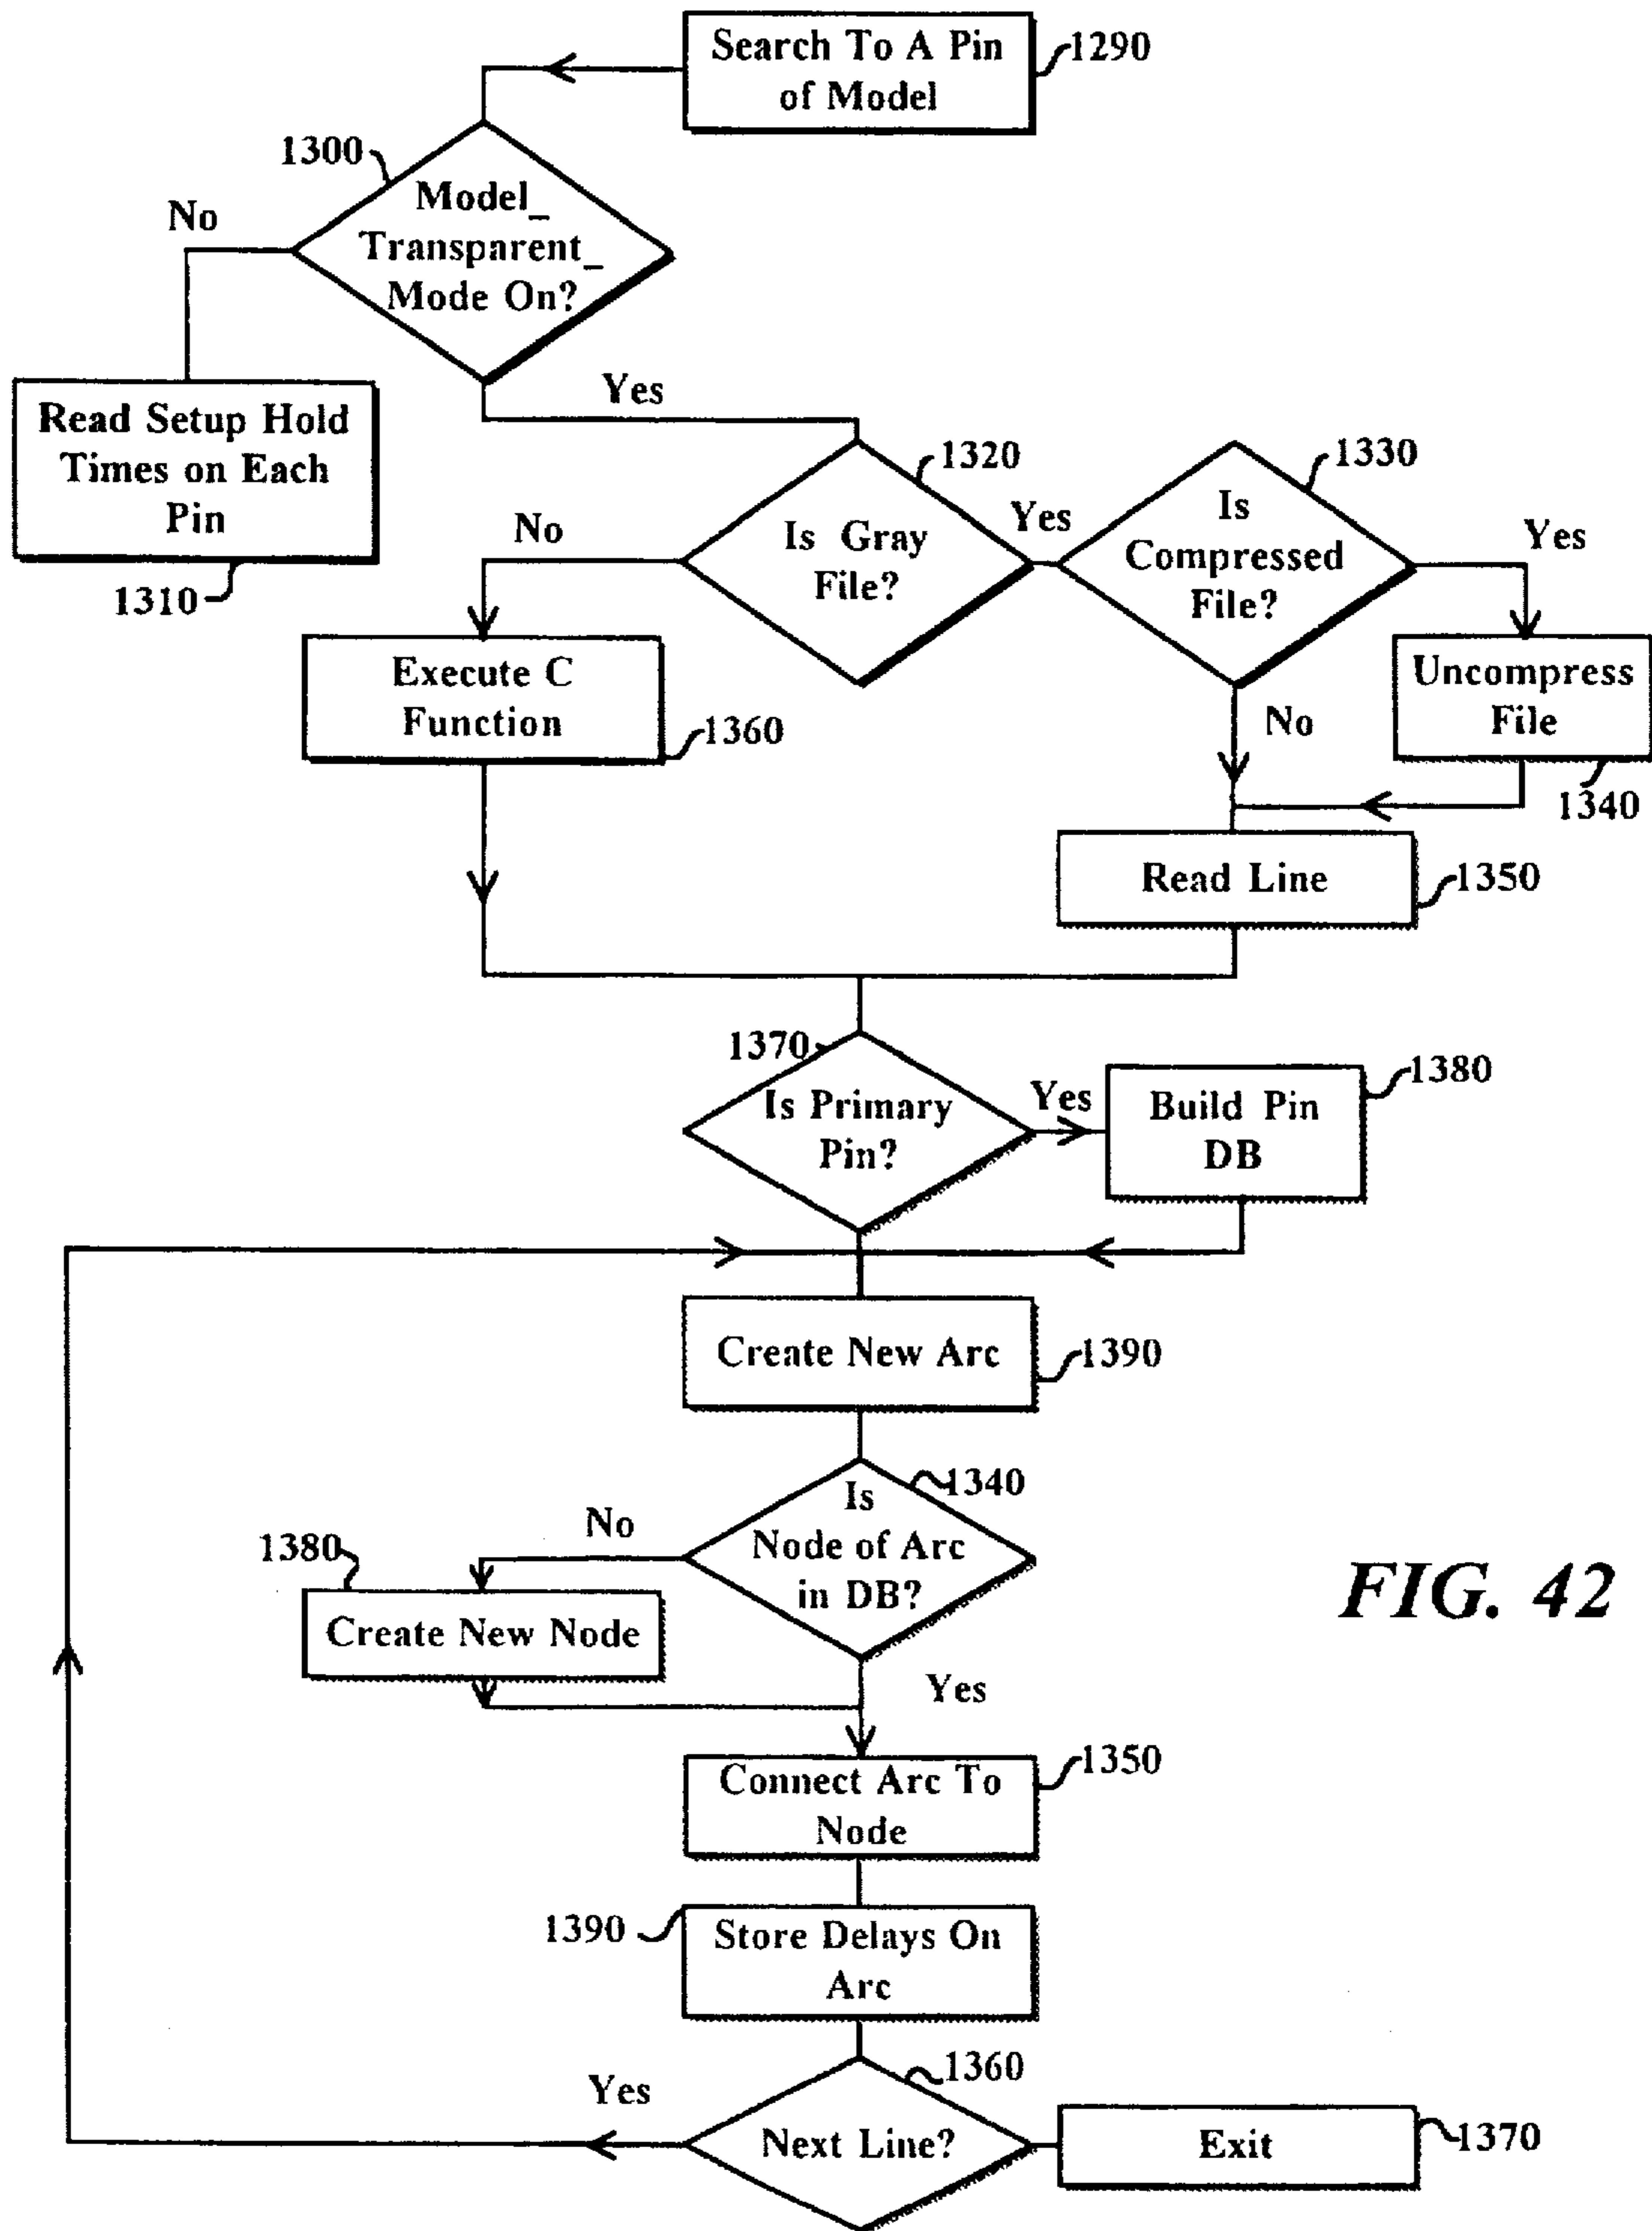 Search To A Pin
of Model
1290
1300
Model_
Transparent_
Mode On?
No
Yes
Read Setup Hold
Times on Each
Pin
1310
1320
Is Gray
File?
No
Yes
1330
Is
Compressed
File?
Yes
No
Execute C
Function
1360
Uncompress
File
1340
Read Line
1350
1370
Is Primary
Pin?
Yes
Build Pin
DB
1380
Create New Arc
1390
1340
Is
Node of Arc
in DB?
No
1380
Create New Node
Yes
FIG. 42
Connect Arc To
Node
1350
1390
Store Delays On
Arc
1360
Yes
Next Line?
Exit
1370